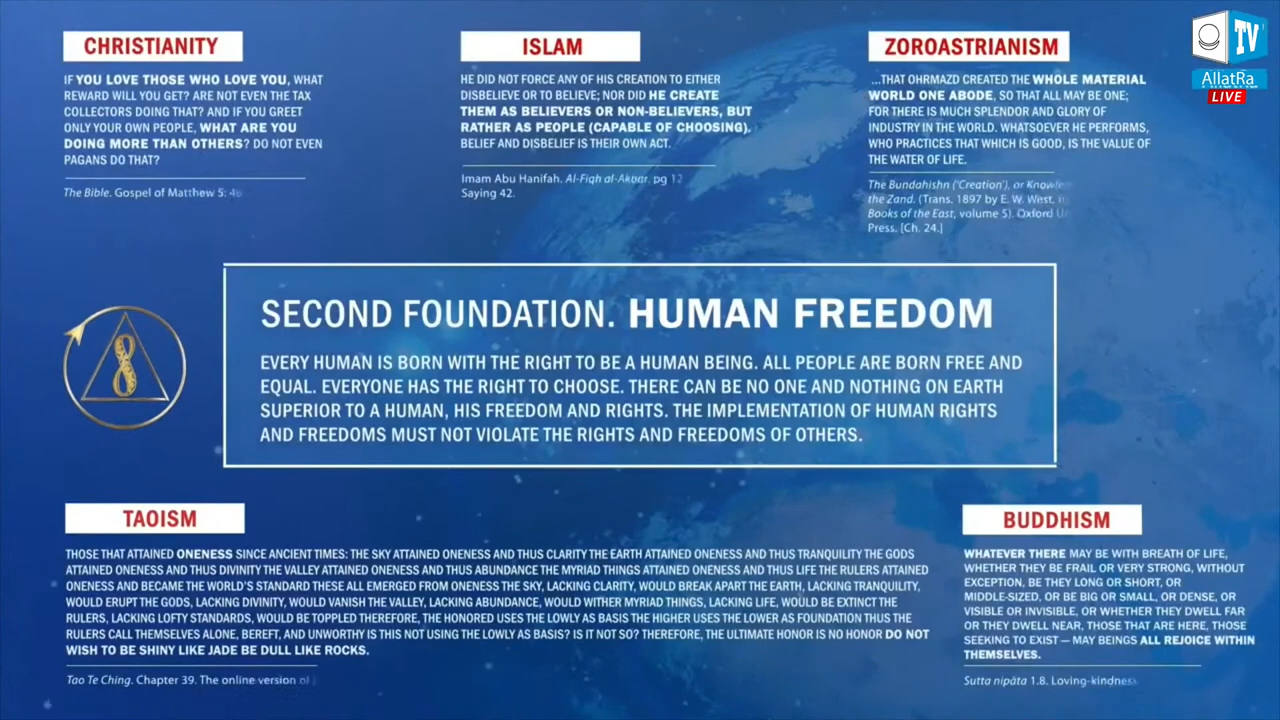 CHRISTIANITY
IF YOU LOVE THOSE WHO LOVE YOU, WHAT
REWARD WILL YOU GET? ARE NOT EVEN THE TAX
COLLECTORS DOING THAT? AND IF YOU GREET
ONLY YOUR OWN PEOPLE, WHAT ARE YOU
DOING MORE THAN OTHERS? DO NOT EVEN
PAGANS DO THAT?
The Bible. Gospel of Matthew 5:
ISLAM
HE DID NOT FORCE ANY OF HIS CREATION TO EITHER
DISBELIEVE OR TO BELIEVE; NOR DID HE CREATE
THEM AS BELIEVERS OR NON-BELIEVERS, BUT
RATHER AS PEOPLE (CAPABLE OF CHOOSING).
BELIEF AND DISBELIEF IS THEIR OWN ACT.
Imam Abu Hanifah. Al-Fiqh al-Akbar. pg 12
Saying 42.
ZOROASTRIANISM
...THAT OHRMAZD CREATED THE WHOLE MATERIAL
WORLD ONE ABODE, SO THAT ALL MAY BE ONE;
FOR THERE IS MUCH SPLENDOR AND GLORY OF
INDUSTRY IN THE WORLD. WHATSOEVER HE PERFORMS,
WHO PRACTICES THAT WHICH IS GOOD, IS THE VALUE OF
THE WATER OF LIFE.
The Bundahishn ('Creation'), or
the Zand. (Trans. 1897 by E. W. West,
Books of the East, volume 5). Oxford
Press. [Ch. 24.]
TV
AllatRa
LIVE
SECOND FOUNDATION. HUMAN FREEDOM
EVERY HUMAN IS BORN WITH THE RIGHT TO BE A HUMAN BEING. ALL PEOPLE ARE BORN FREE AND
EQUAL. EVERYONE HAS THE RIGHT TO CHOOSE. THERE CAN BE NO ONE AND NOTHING ON EARTH
SUPERIOR TO A HUMAN, HIS FREEDOM AND RIGHTS. THE IMPLEMENTATION OF HUMAN RIGHTS
AND FREEDOMS MUST NOT VIOLATE THE RIGHTS AND FREEDOMS OF OTHERS.
TAOISM
THOSE THAT ATTAINED ONENESS SINCE ANCIENT TIMES: THE SKY ATTAINED ONENESS AND THUS CLARITY THE EARTH ATTAINED ONENESS AND THUS TRANQUILITY THE GODS
ATTAINED ONENESS AND THUS DIVINITY THE VALLEY ATTAINED ONENESS AND THUS ABUNDANCE THE MYRIAD THINGS ATTAINED ONENESS AND THUS LIFE THE RULERS ATTAINED
ONENESS AND BECAME THE WORLD'S STANDARD THESE ALL EMERGED FROM ONENESS THE SKY, LACKING CLARITY, WOULD BREAK APART THE EARTH, LACKING TRANQUILITY,
WOULD ERUPT THE GODS, LACKING DIVINITY, WOULD VANISH THE VALLEY, LACKING ABUNDANCE, WOULD WITHER MYRIAD THINGS, LACKING LIFE, WOULD BE EXTINCT THE
RULERS, LACKING LOFTY STANDARDS, WOULD BE TOPPLED THEREFORE, THE HONORED USES THE LOWLY AS BASIS THE HIGHER USES THE LOWER AS FOUNDATION THUS THE
RULERS CALL THEMSELVES ALONE, BEREFT, AND UNWORTHY IS THIS NOT USING THE LOWLY AS BASIS? IS IT NOT SO? THEREFORE, THE ULTIMATE HONOR IS NO HONOR DO NOT
WISH TO BE SHINY LIKE JADE BE DULL LIKE ROCKS.
Tao Te Ching. Chapter 39. The online version of
BUDDHISM
WHATEVER THERE MAY BE WITH BREATH OF LIFE,
WHETHER THEY BE FRAIL OR VERY STRONG, WITHOUT
EXCEPTION, BE THEY LONG OR SHORT, OR
MIDDLE-SIZED, OR BE BIG OR SMALL, OR DENSE, OR
VISIBLE OR INVISIBLE, OR WHETHER THEY DWELL FAR
OR THEY DWELL NEAR, THOSE THAT ARE HERE, THOSE
SEEKING TO EXIST — MAY BEINGS ALL REJOICE WITHIN
THEMSELVES.
Sutta nipāta 1.8. Loving-kindness